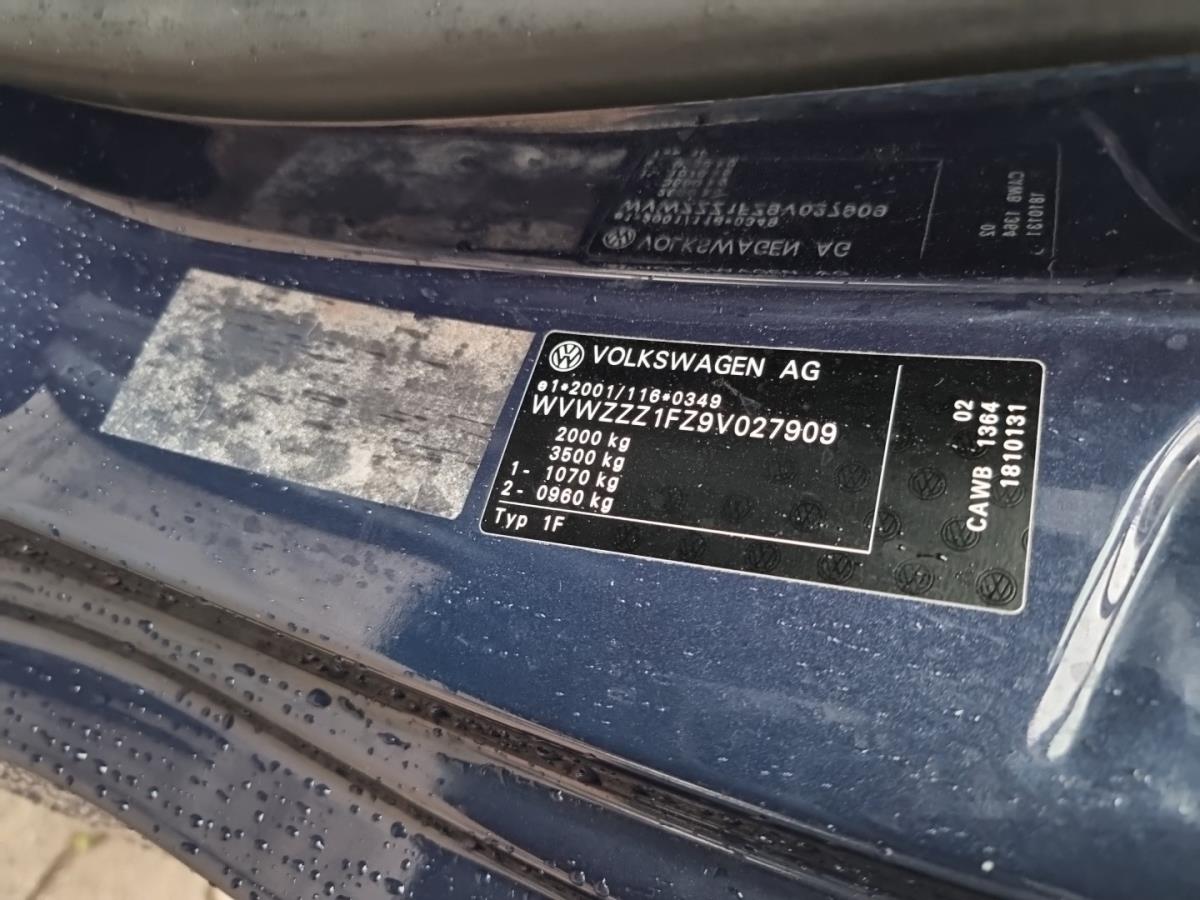 VOLKSWAGEN AG
e1*2001/116*0349
WVWZZZ1FZ9V027909
2000 kg
3500 kg
1- 1070 kg
2- 0960 kg
Typ 1F
02
CAWB 1364
1810131